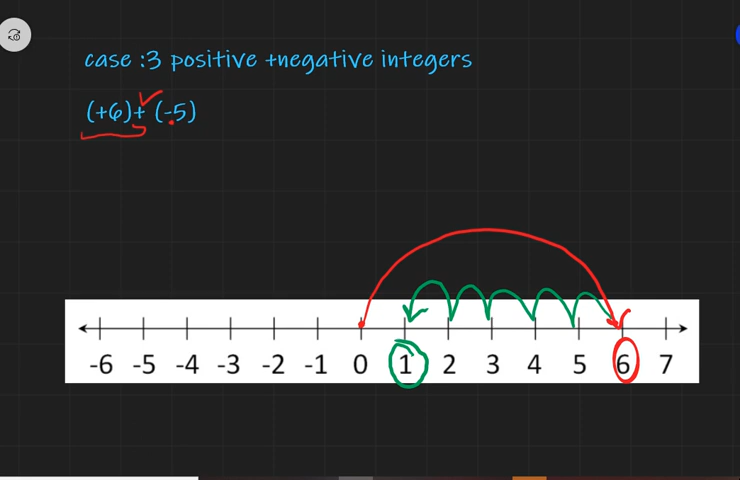 case :3 positive +negative integers
(+6)+ (-5)
-6 -5 -4 -3 -2 -1 0 1 2 3 4 5 6 7